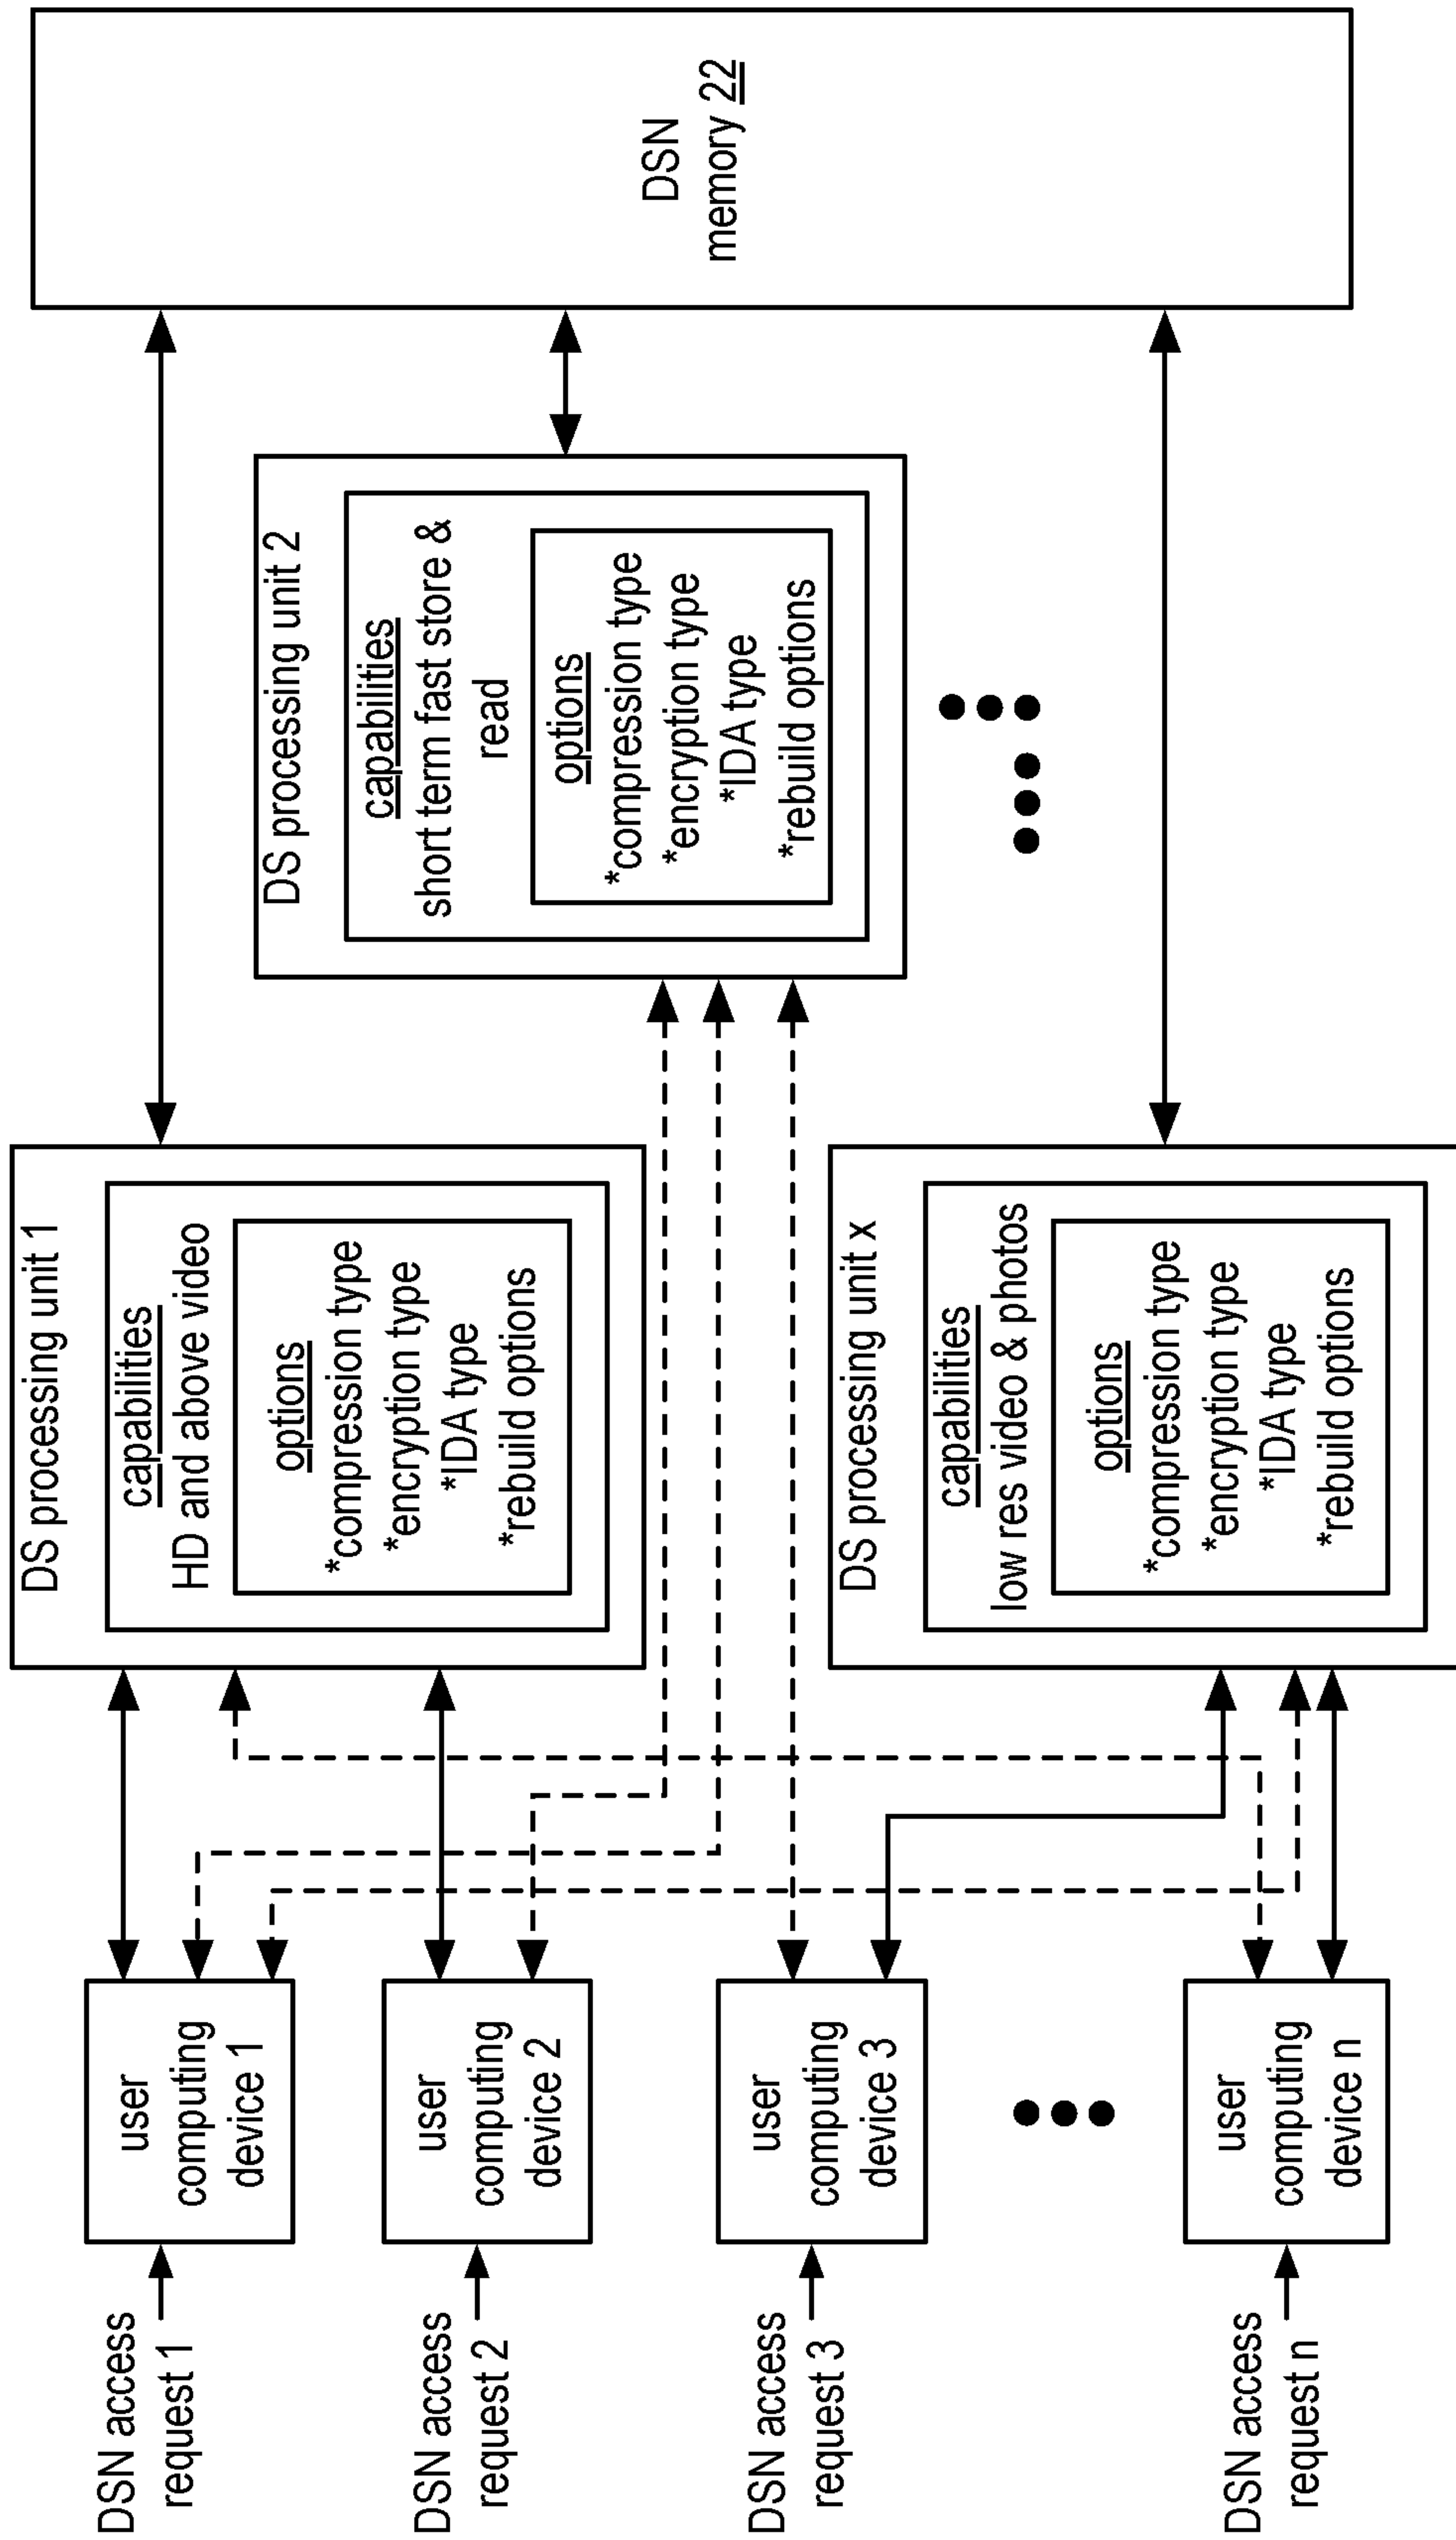 DSN access
request 1
user
computing
device 1
DSN access
request 2
user
computing
device 2
DSN access
request 3
user
computing
device 3
DSN access
request n
user
computing
device n
DS processing unit 1
capabilities
HD and above video
options
*compression type
*encryption type
*IDA type
*rebuild options
DS processing unit x
capabilities
low res video & photos
options
*compression type
*encryption type
*IDA type
*rebuild options
DS processing unit 2
capabilities
short term fast store &
read
options
*compression type
*encryption type
*IDA type
*rebuild options
DSN
memory 22